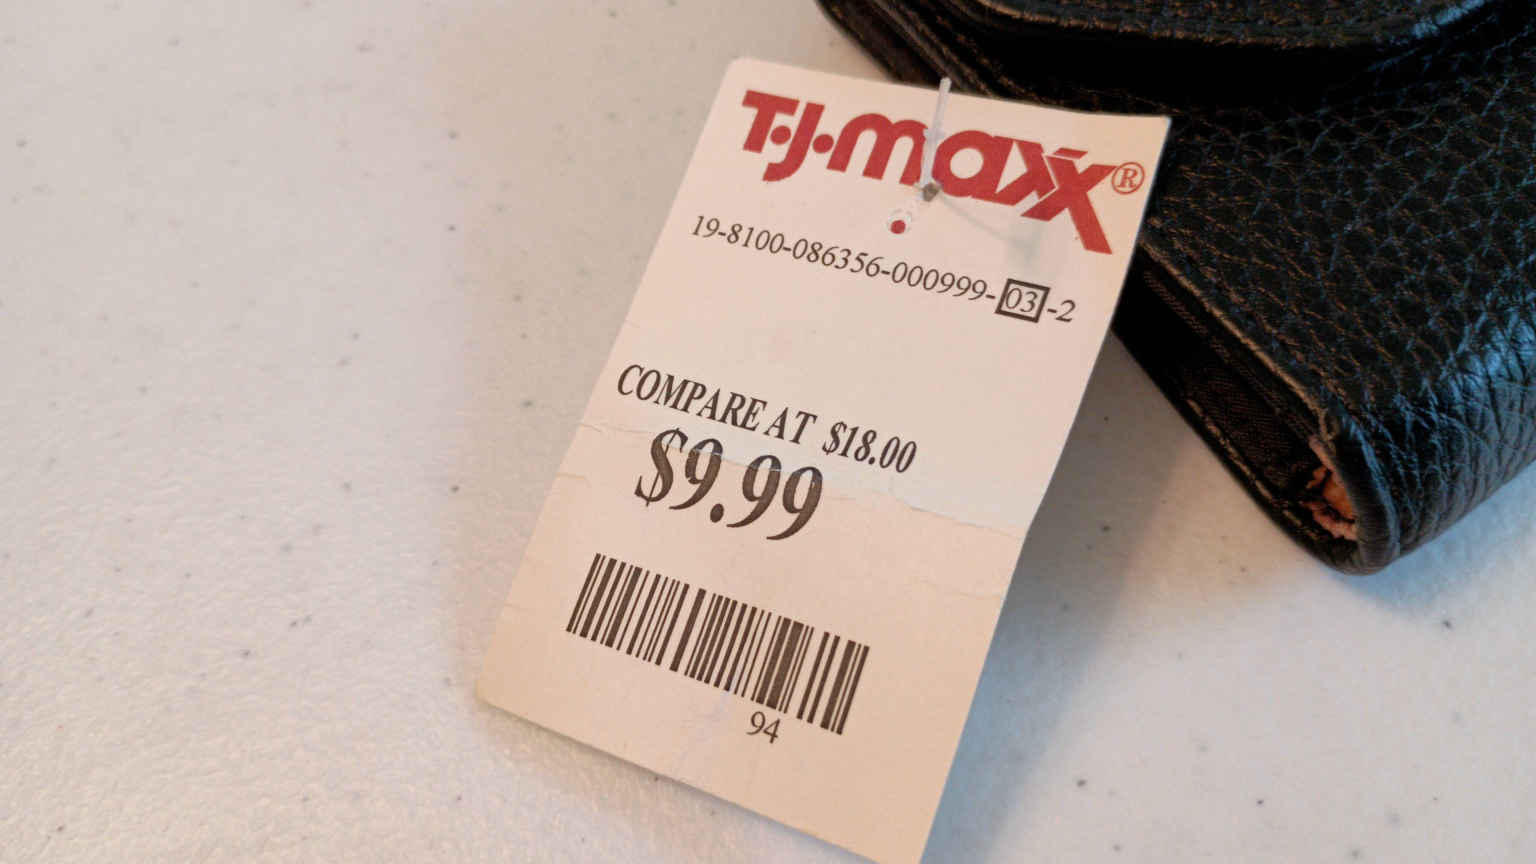 T·J·maxx®
19-8100-086356-000999-03-2
COMPARE AT $18.00
$9.99
94